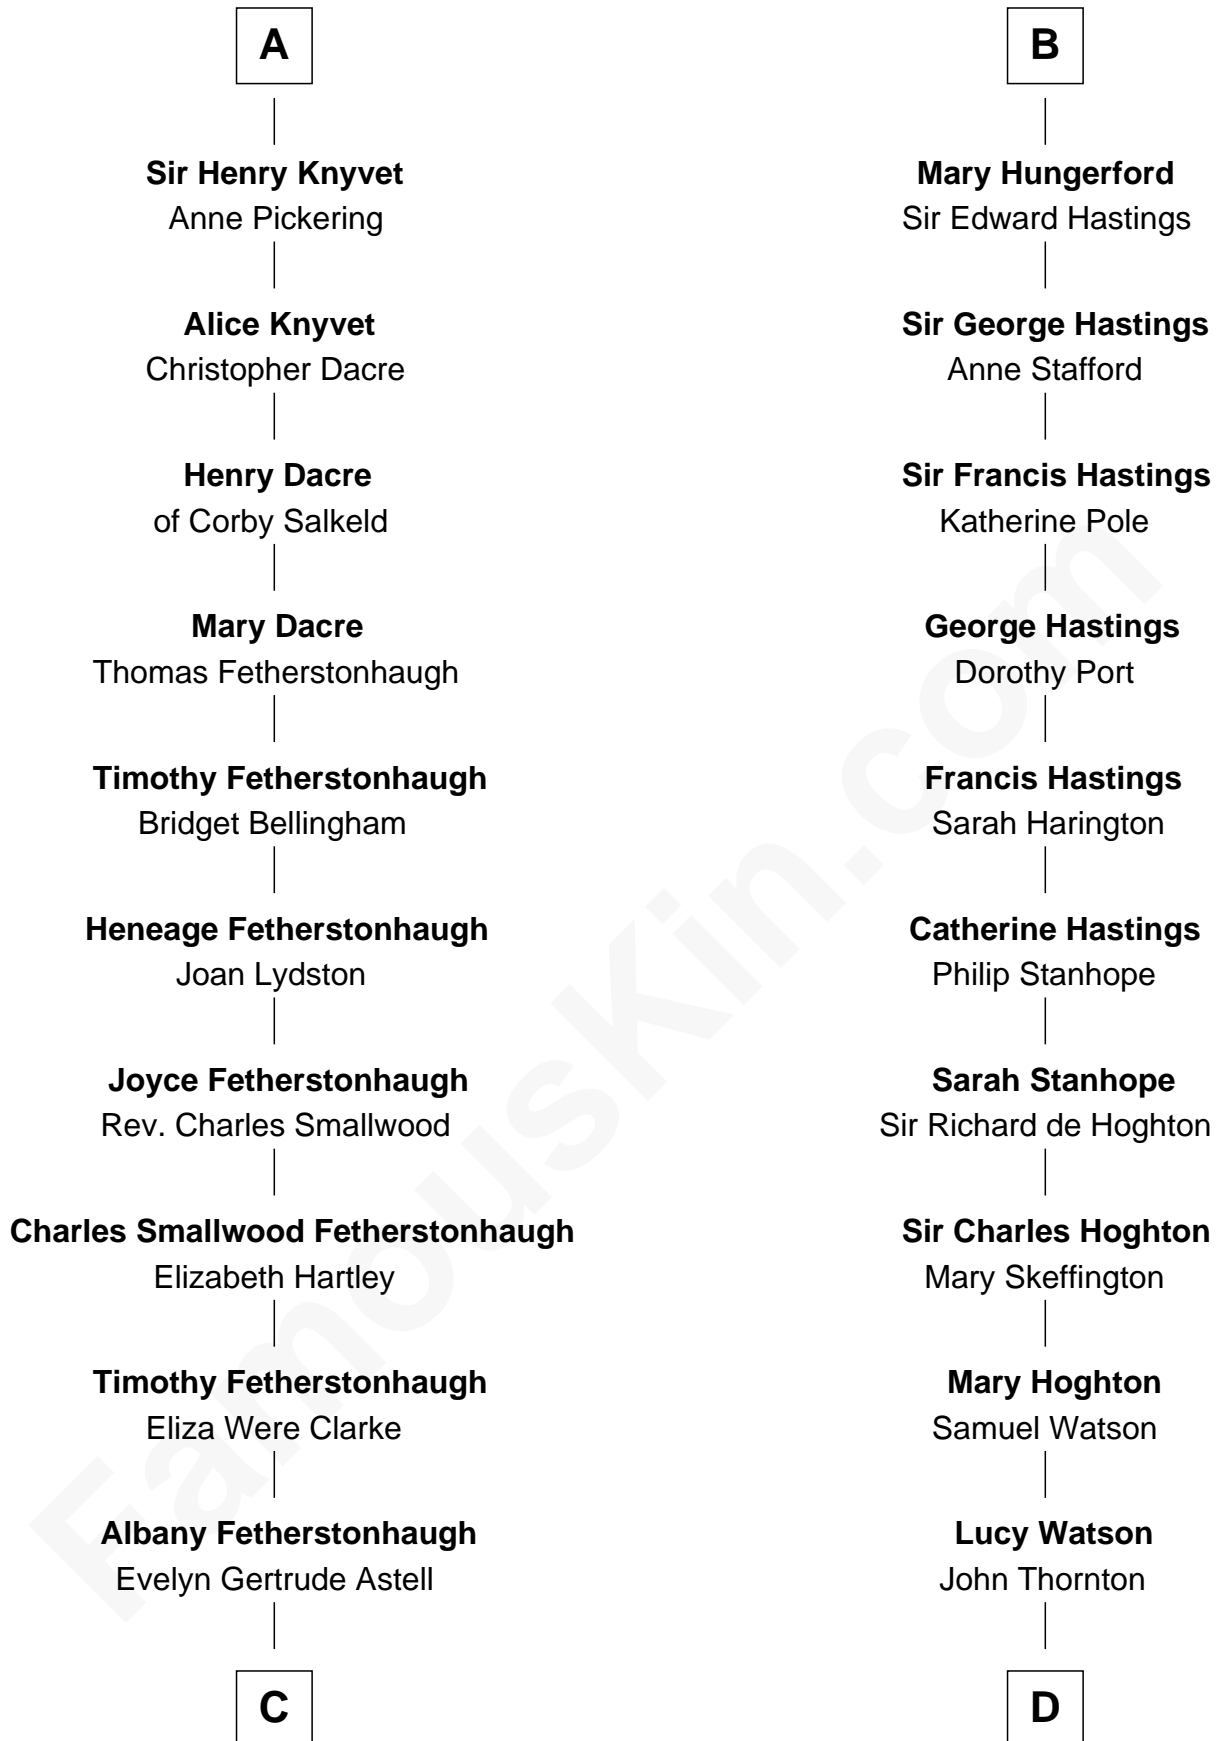 A
Sir Henry Knyvet
Anne Pickering
Alice Knyvet
Christopher Dacre
Henry Dacre
of Corby Salkeld
Mary Dacre
Thomas Fetherstonhaugh
Timothy Fetherstonhaugh
Bridget Bellingham
Heneage Fetherstonhaugh
Joan Lydston
Joyce Fetherstonhaugh
Rev. Charles Smallwood
Charles Smallwood Fetherstonhaugh
Elizabeth Hartley
Timothy Fetherstonhaugh
Eliza Were Clarke
Albany Fetherstonhaugh
Evelyn Gertrude Astell
C
B
Mary Hungerford
Sir Edward Hastings
Sir George Hastings
Anne Stafford
Sir Francis Hastings
Katherine Pole
George Hastings
Dorothy Port
Francis Hastings
Sarah Harington
Catherine Hastings
Philip Stanhope
Sarah Stanhope
Sir Richard de Hoghton
Sir Charles Hoghton
Mary Skeffington
Mary Hoghton
Samuel Watson
Lucy Watson
John Thornton
D
FamousKin.com